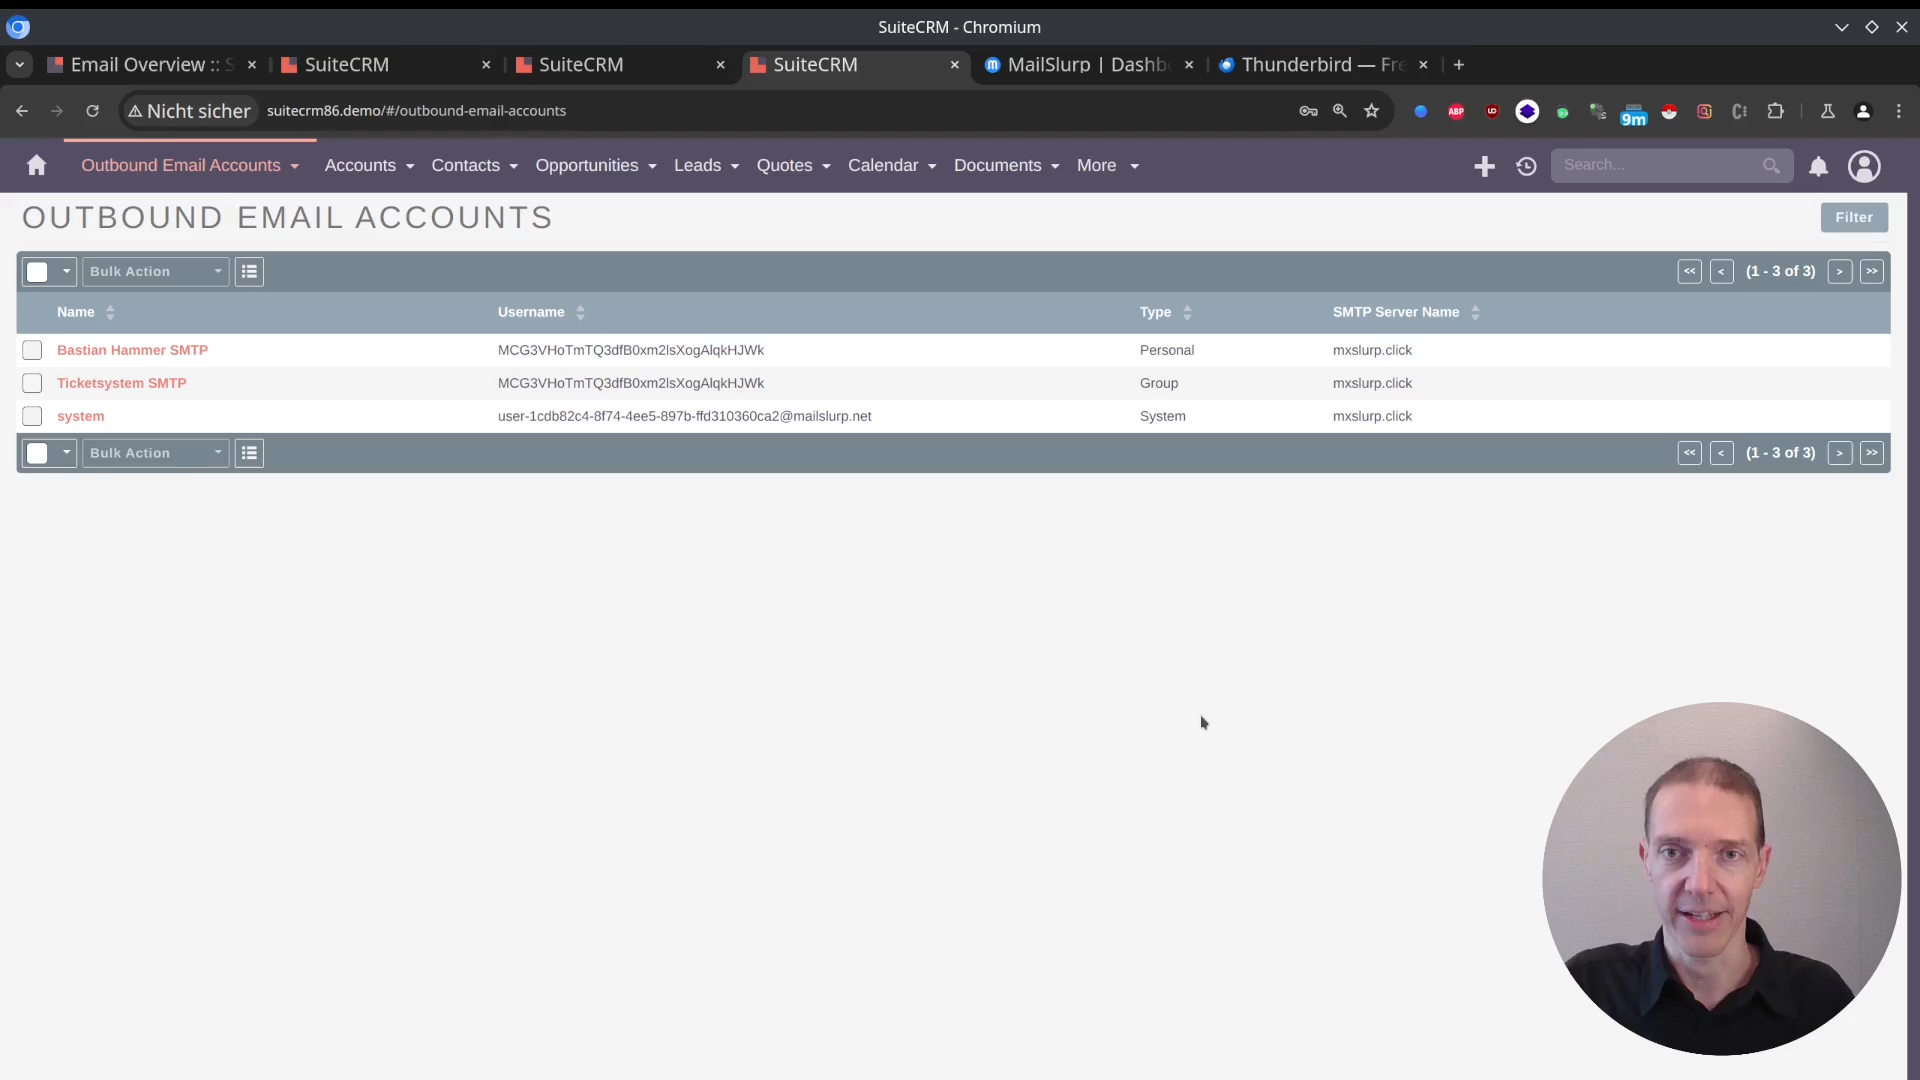 SuiteCRM - Chromium
Email Overview :: S
SuiteCRM
SuiteCRM
SuiteCRM
MailSlurp | Dashbo
Thunderbird — Fre
Nicht sicher
suitecrm86.demo/#/outbound-email-accounts
ABP
9m
Outbound Email Accounts
Accounts
Contacts
Opportunities
Leads
Quotes
Calendar
Documents
More
Search...
OUTBOUND EMAIL ACCOUNTS
Filter
Bulk Action
<< < (1 - 3 of 3) > >>
Name Username Type SMTP Server Name
Bastian Hammer SMTP MCG3VHoTmTQ3dfB0xm2lsXogAlqkHJWk Personal mxslurp.click
Ticketsystem SMTP MCG3VHoTmTQ3dfB0xm2lsXogAlqkHJWk Group mxslurp.click
system user-1cdb82c4-8f74-4ee5-897b-ffd310360ca2@mailslurp.net System mxslurp.click
Bulk Action
<< < (1 - 3 of 3) > >>